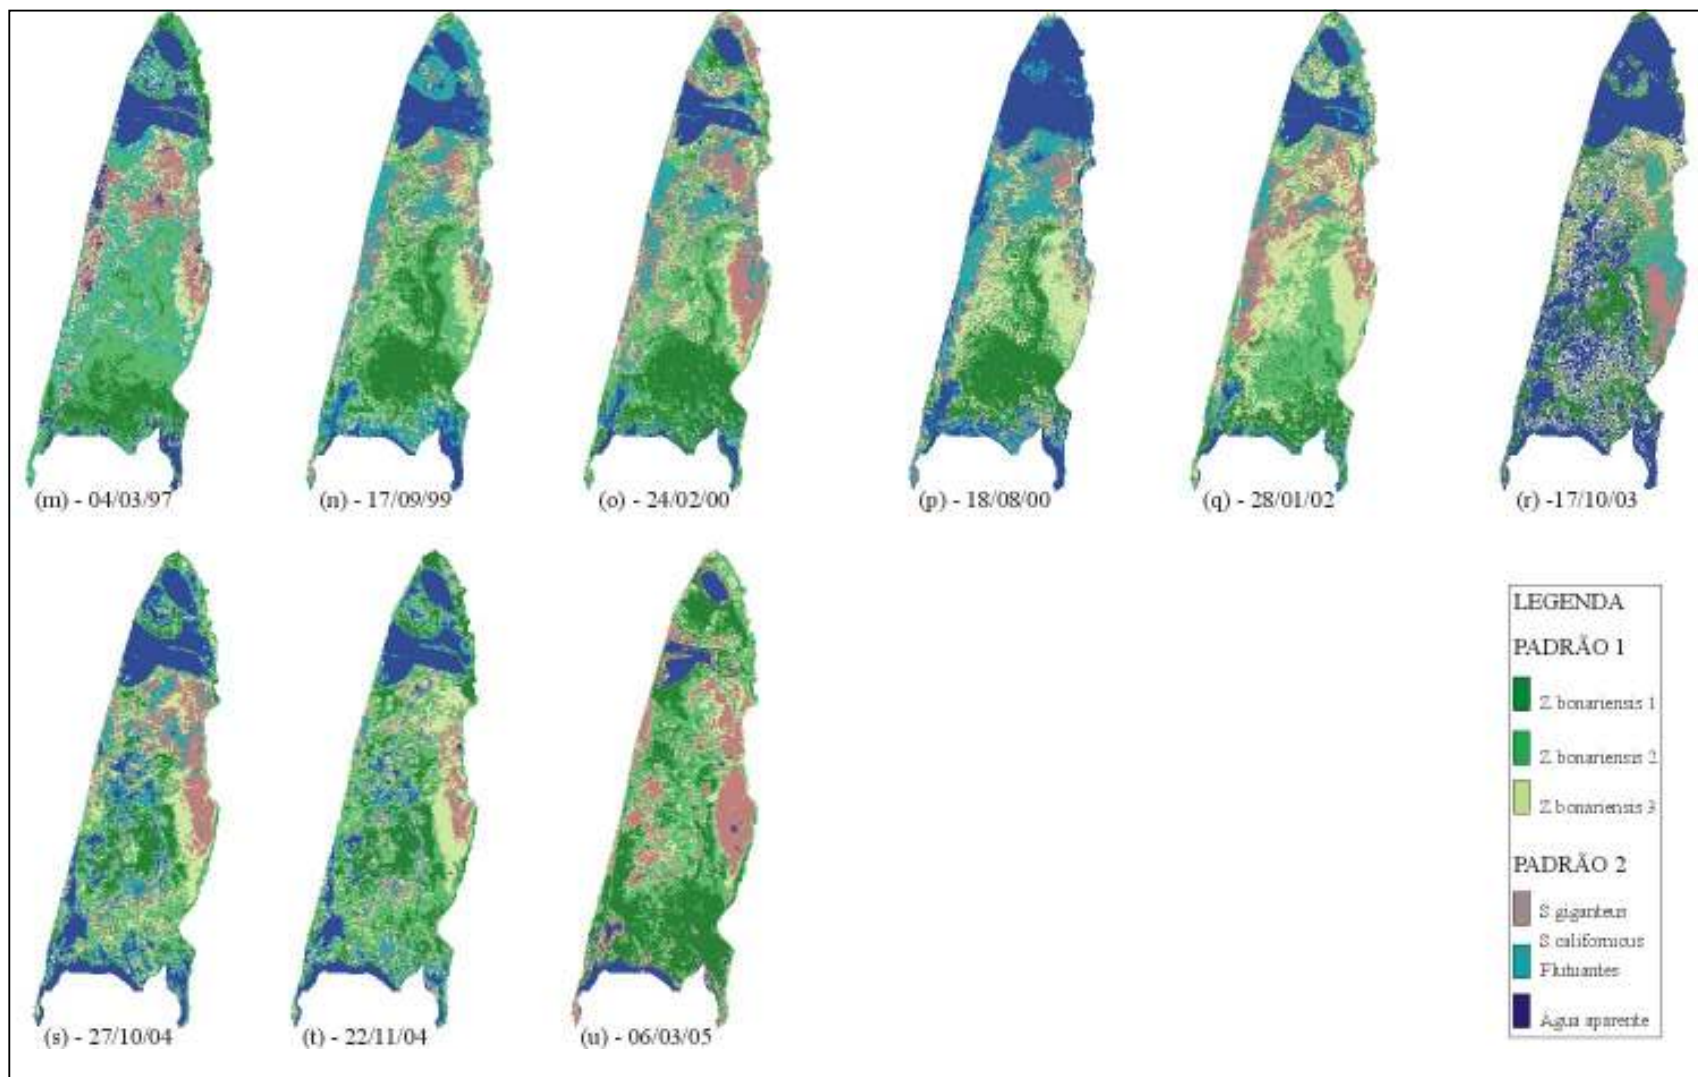 (m) - 04/03/97
(n) - 17/09/99
(o) - 24/02/00
(p) - 18/08/00
(q) - 28/01/02
(r) -17/10/03
(s) - 27/10/04
(t) - 22/11/04
(u) - 06/03/05
LEGENDA
PADRÃO 1
Z. bonariensis 1
Z. bonariensis 2
Z. bonariensis 3
PADRÃO 2
S. giganteus
S. californicus
Flutuantes
Agua aparente